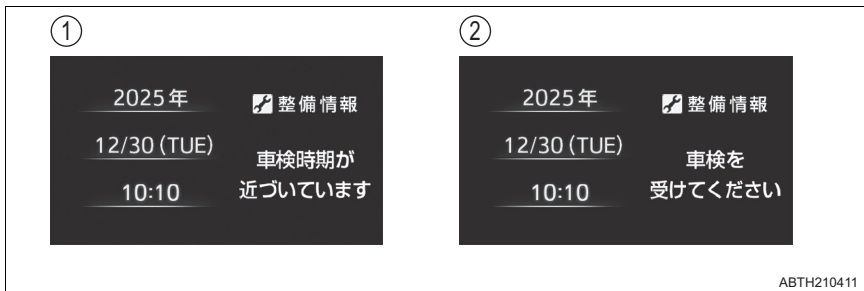 ①
2025年
12/30(TUE)
10:10
整備情報
車検時期が
近づいています
②
2025年
12/30(TUE)
10:10
整備情報
車検を
受けてください
ABTH210411